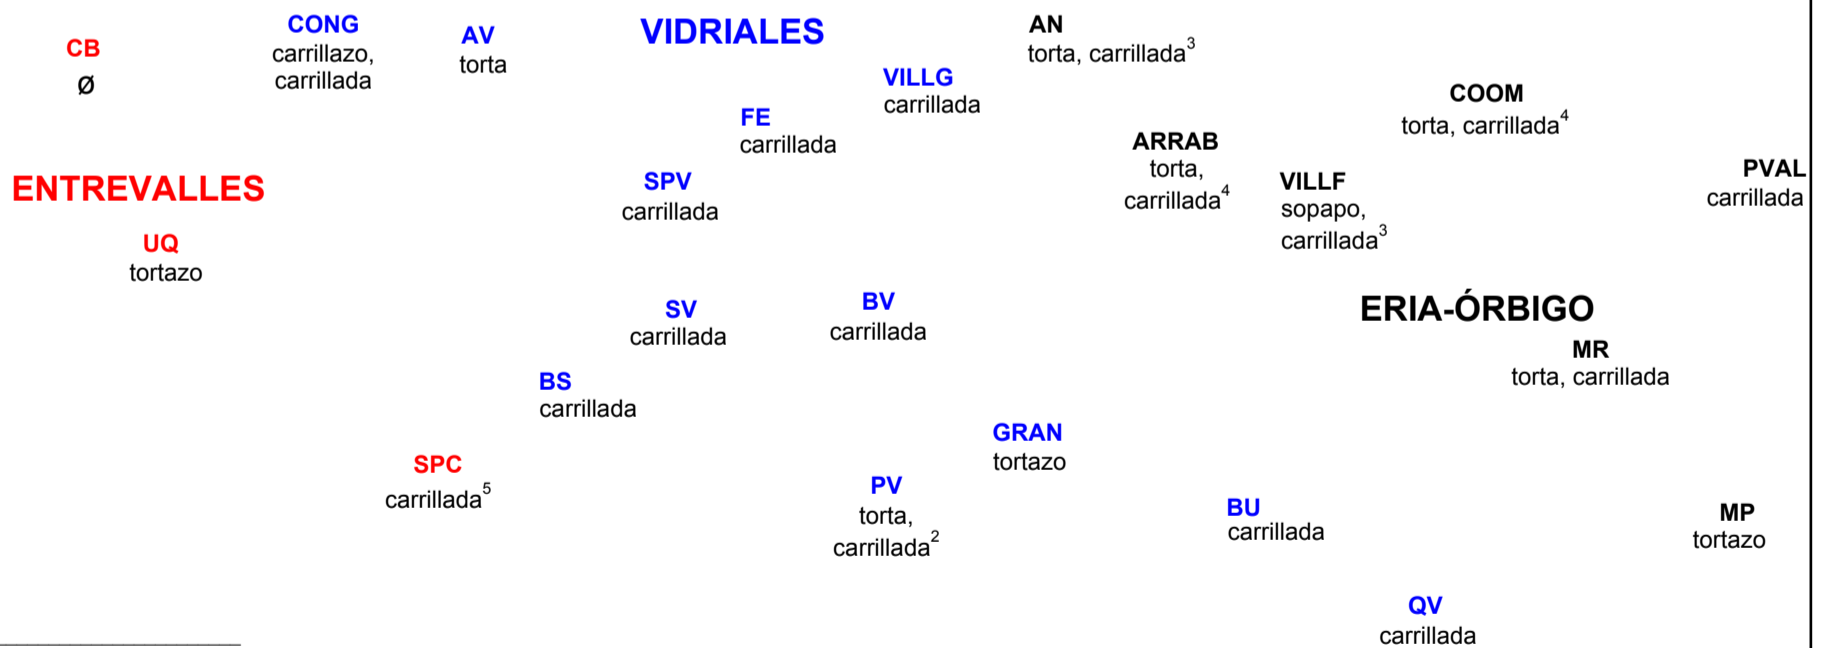 CONG
carrillazo,
carrillada
AV
torta
VIDRIALES
AN
torta, carrillada³
CB
Ø
VILLG
carrillada
COOM
torta, carrillada⁴
FE
carrillada
ARRAB
torta,
carrillada⁴
PVAL
carrillada
ENTREVALLES
SPV
carrillada
VILLF
sopapo,
carrillada³
UQ
tortazo
SV
carrillada
BV
carrillada
ERIA-ÓRBIGO
MR
torta, carrillada
BS
carrillada
GRAN
tortazo
SPC
carrillada⁵
PV
torta,
carrillada²
BU
carrillada
MP
tortazo
QV
carrillada